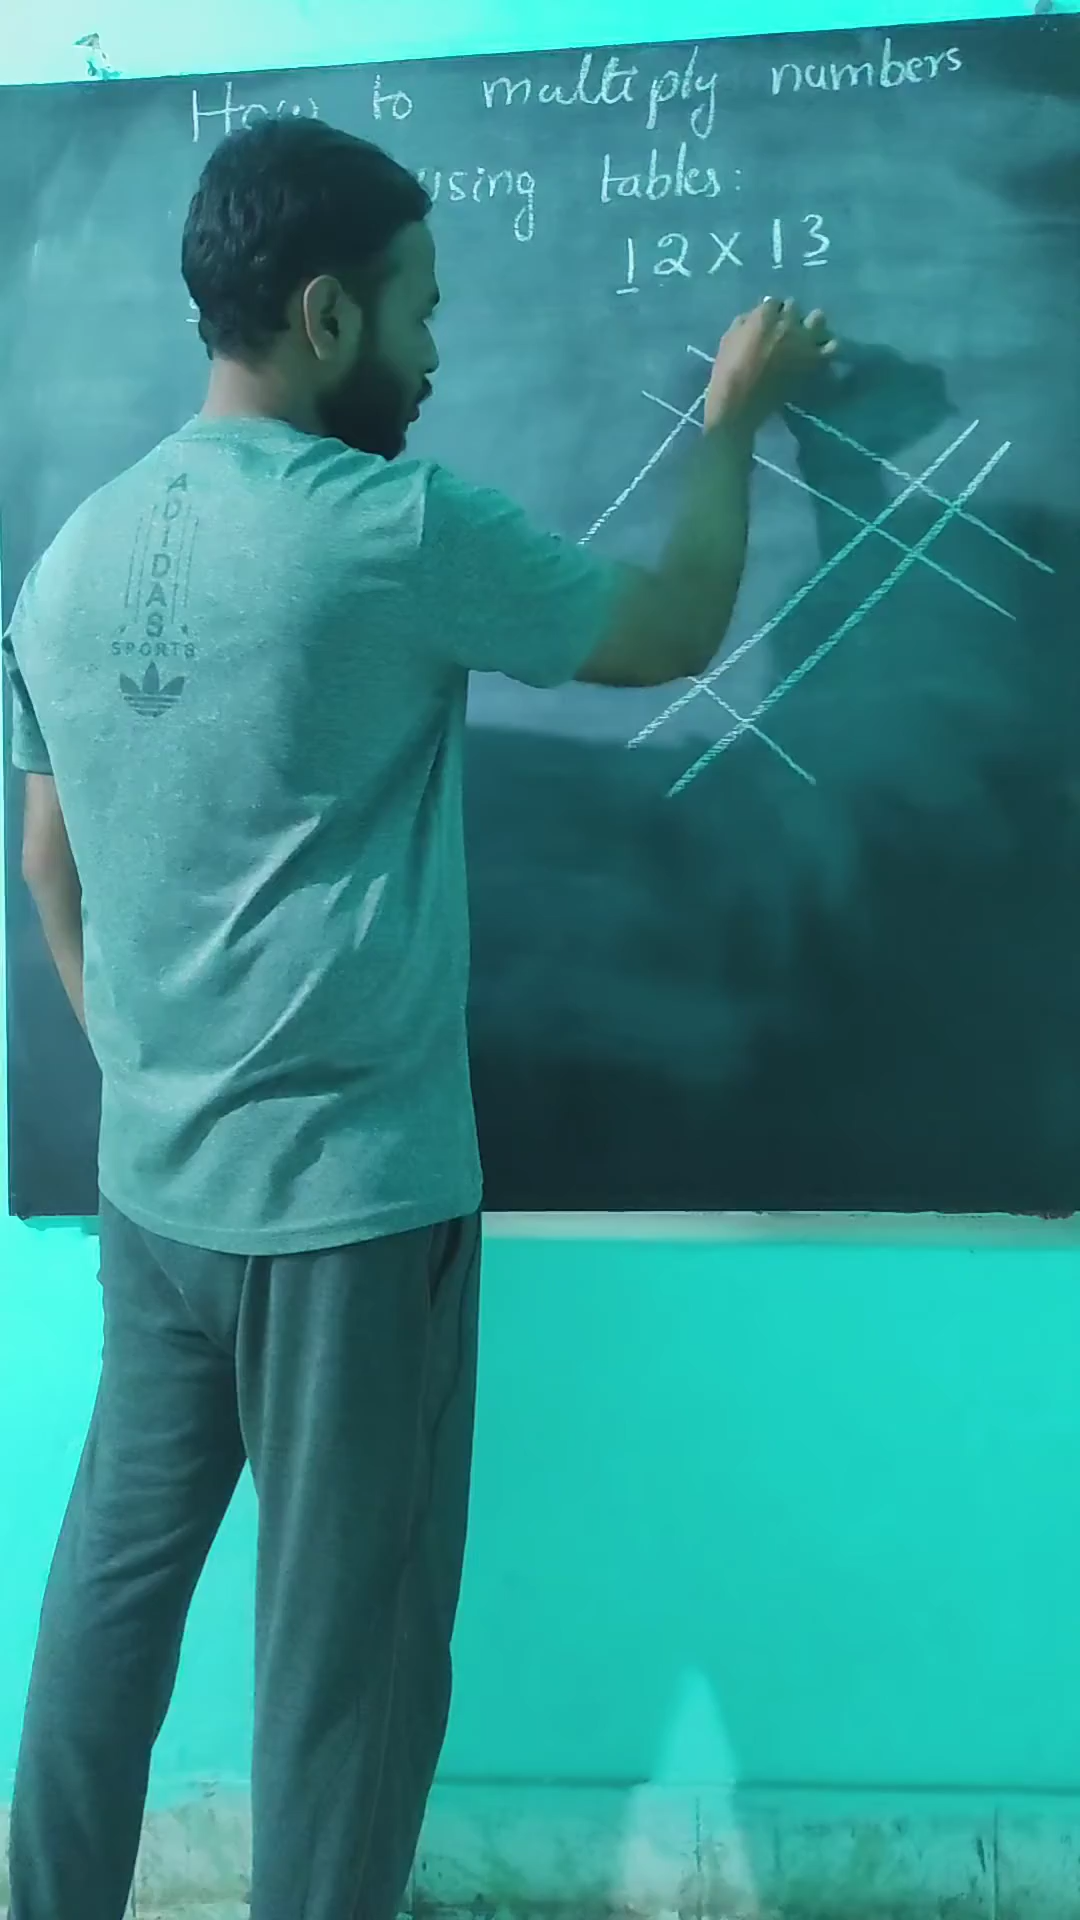 How to multiply numbers
using tables:
12 X 13
ADIDAS
SPORTS